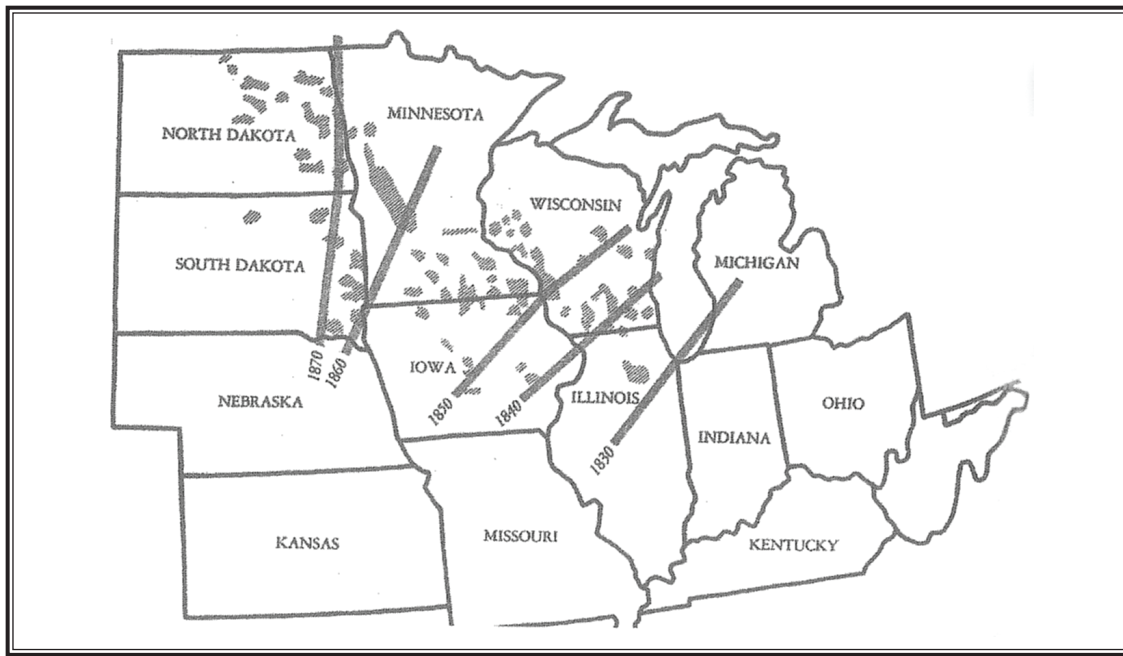 MINNESOTA
NORTH DAKOTA
WISCONSIN
SOUTH DAKOTA
MICHIGAN
1870
1860
IOWA
1850
1840
ILLINOIS
NEBRASKA
OHIO
INDIANA
1830
KANSAS
MISSOURI
KENTUCKY